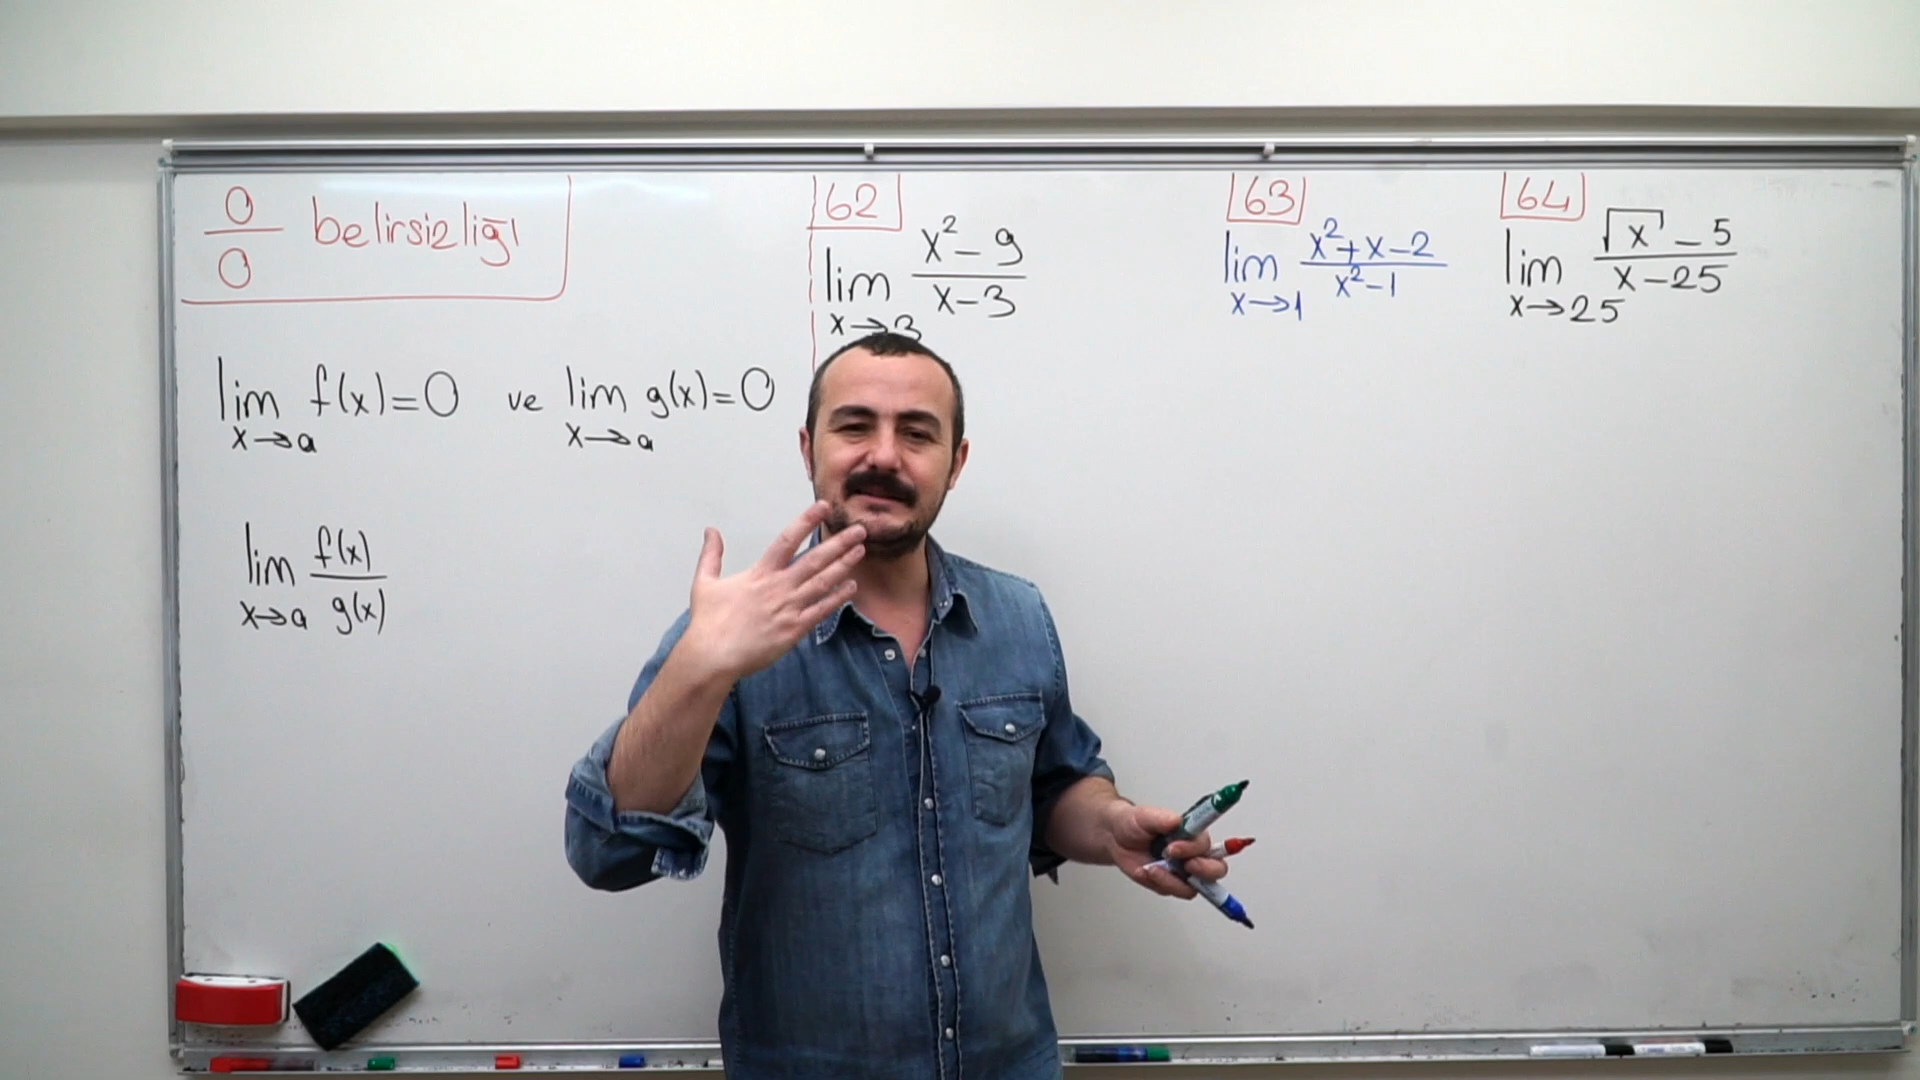 0/0 belirsizliği
lim x→a f(x)=0 ve lim x→a g(x)=0
lim x→a f(x)/g(x)
62
lim x→3 x²-9/x-3
63
lim x→1 x²+x-2/x²-1
64
lim x→25 √x-5/x-25